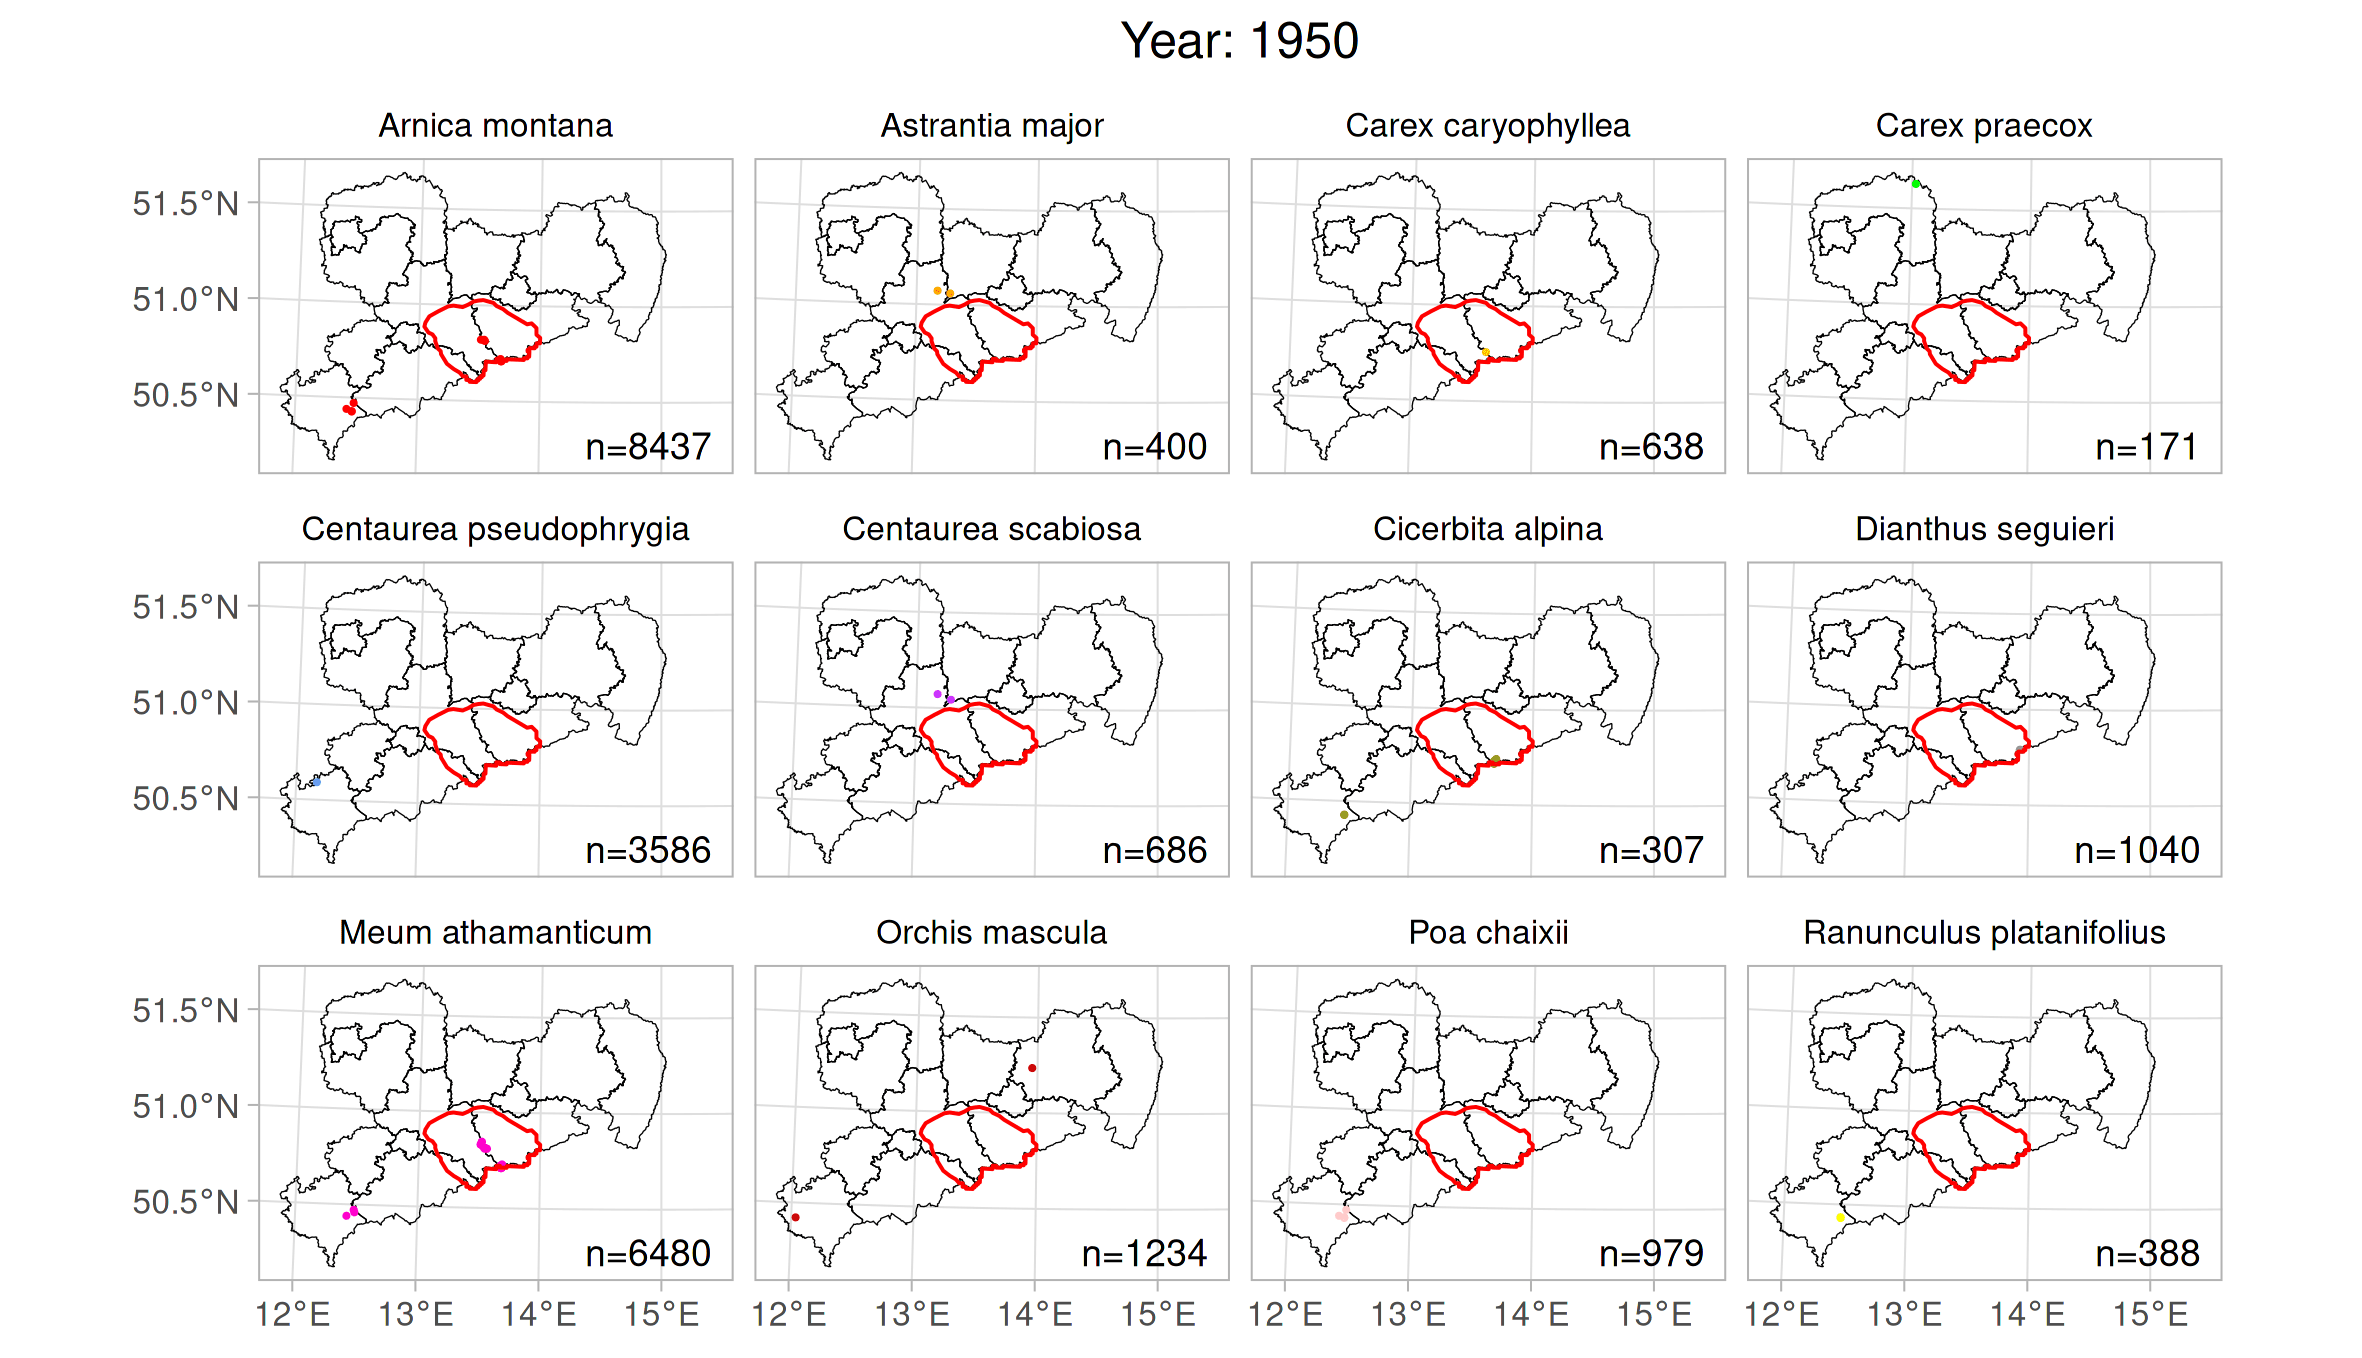 Year: 1950
Arnica montana
Astrantia major
Carex caryophyllea
Carex praecox
51.5°N
51.0°N
50.5°N
n=8437
n=400
n=638
n=171
Centaurea pseudophrygia
Centaurea scabiosa
Cicerbita alpina
Dianthus seguieri
51.5°N
51.0°N
50.5°N
n=3586
n=686
n=307
n=1040
Meum athamanticum
Orchis mascula
Poa chaixii
Ranunculus platanifolius
51.5°N
51.0°N
50.5°N
n=6480
n=1234
n=979
n=388
12°E 13°E 14°E 15°E
12°E 13°E 14°E 15°E
12°E 13°E 14°E 15°E
12°E 13°E 14°E 15°E